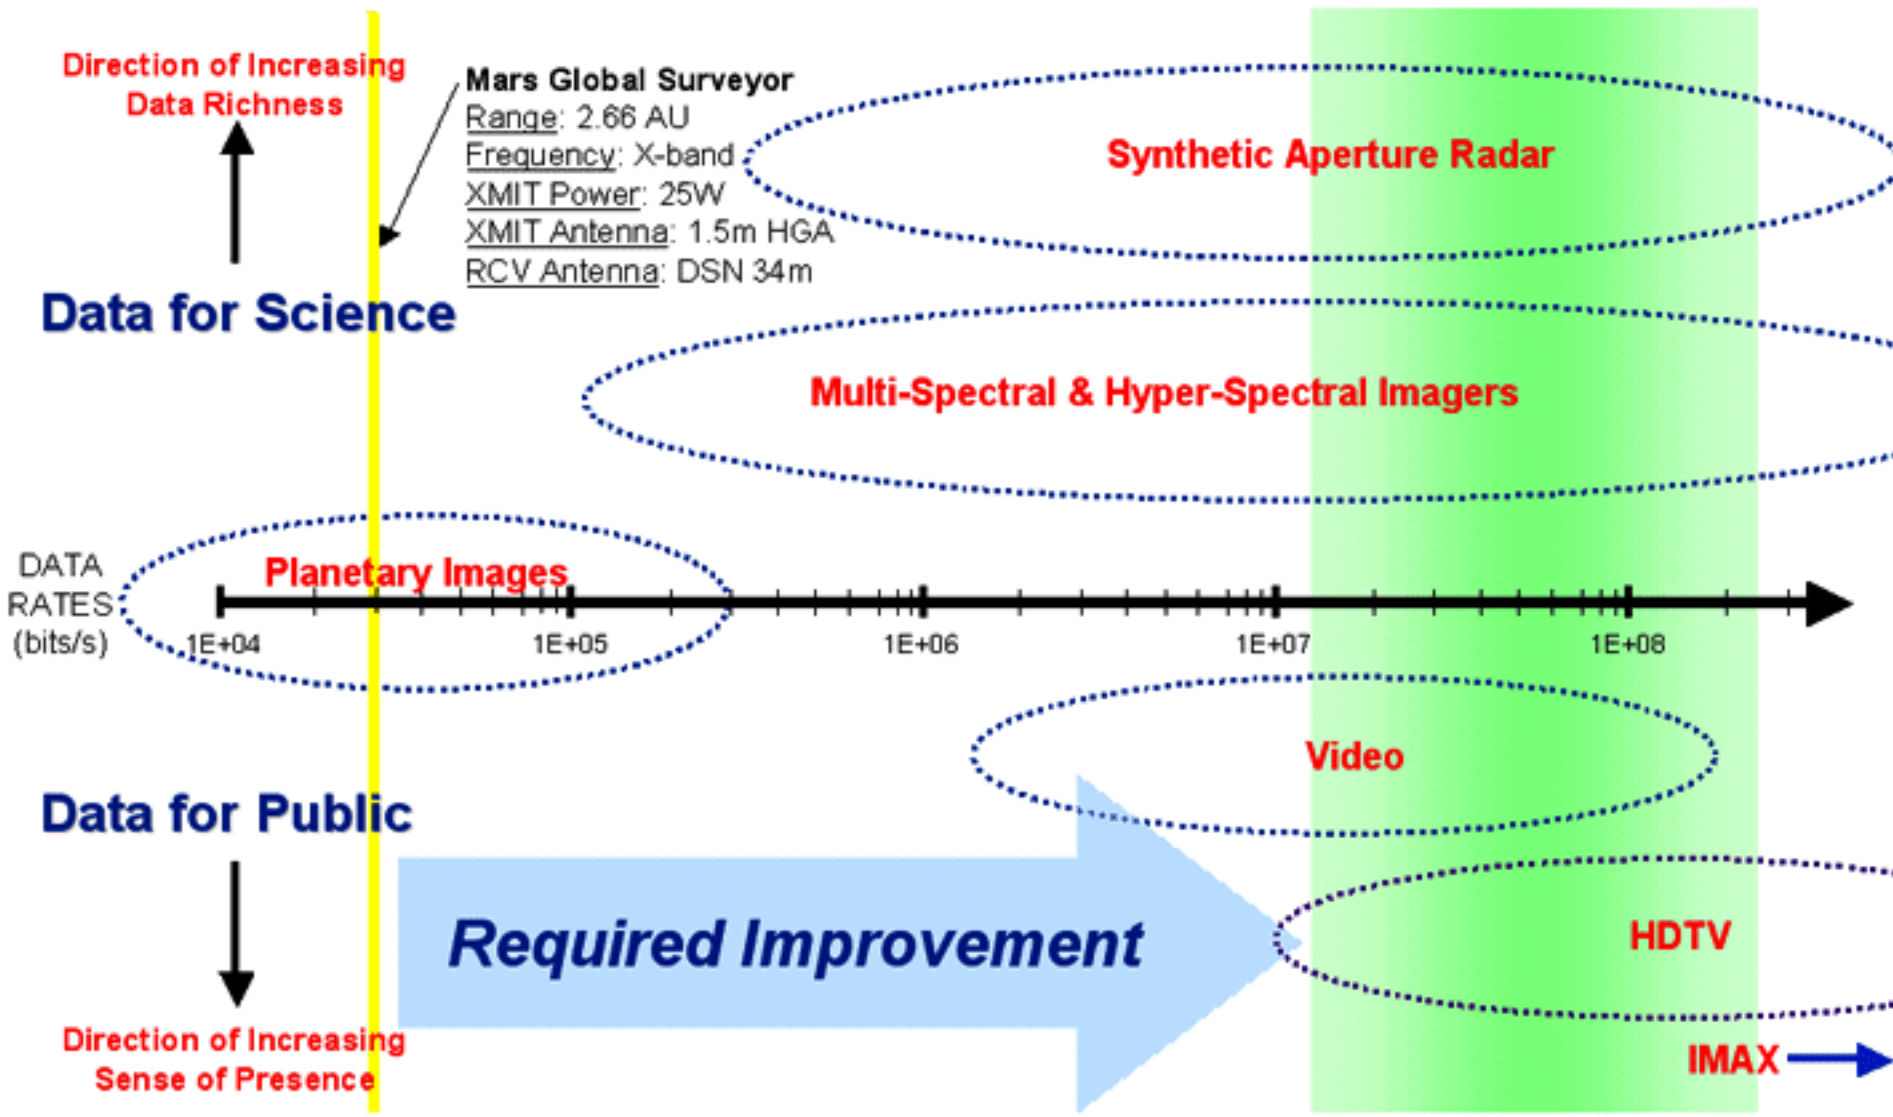 Direction of Increasing
Data Richness
Mars Global Surveyor
Range: 2.66 AU
Frequency: X-band
XMIT Power: 25W
XMIT Antenna: 1.5m HGA
RCV Antenna: DSN 34m
Synthetic Aperture Radar
Data for Science
Multi-Spectral & Hyper-Spectral Imagers
Planetary Images
DATA
RATES
(bits/s)
1E+04 1E+05 1E+06 1E+07 1E+08
Video
Data for Public
Required Improvement
HDTV
Direction of Increasing
Sense of Presence
IMAX